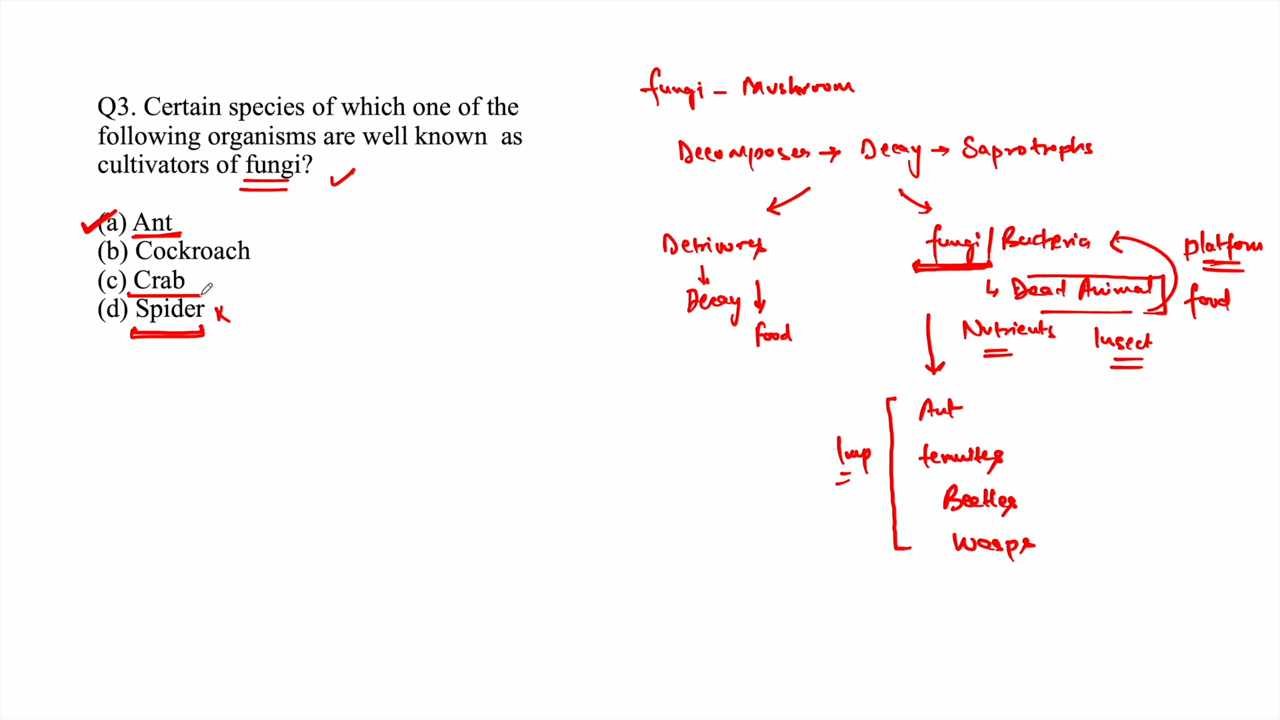 Q3. Certain species of which one of the
following organisms are well known as
cultivators of fungi?
(a) Ant
(b) Cockroach
(c) Crab
(d) Spider
fungi - Mushroom
Decomposers → Decay → Saprotrophs
Detrivores
Decay
food
fungi / Bacteria
Dead Animal
Nutrients
Insect
platform
food
Imp
Ant
termites
Beetles
Wasps